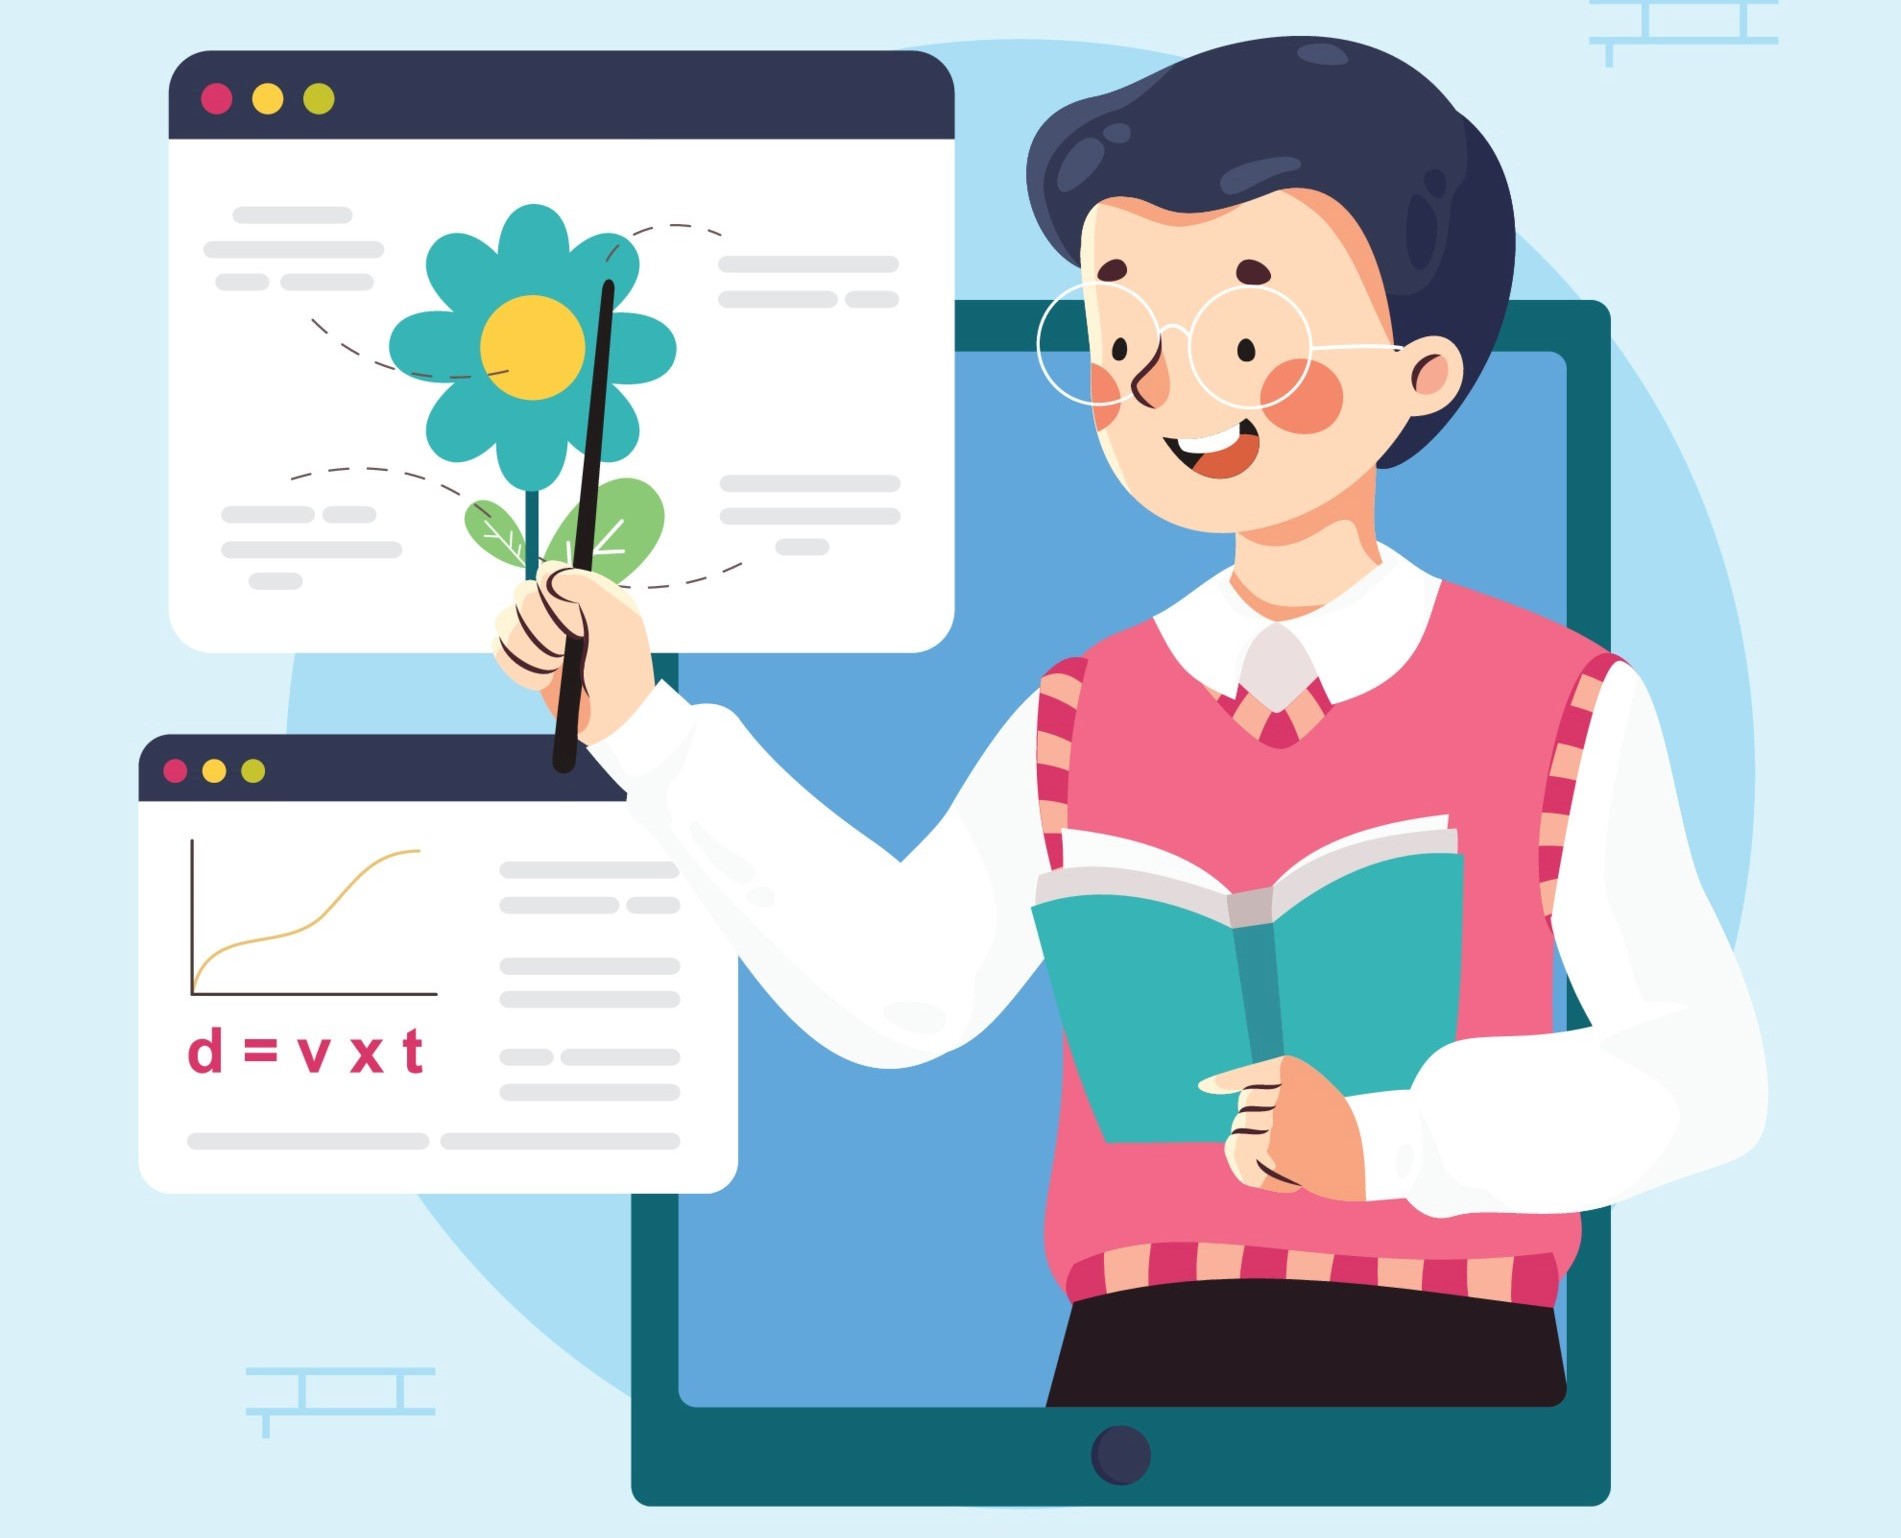 d = v x t